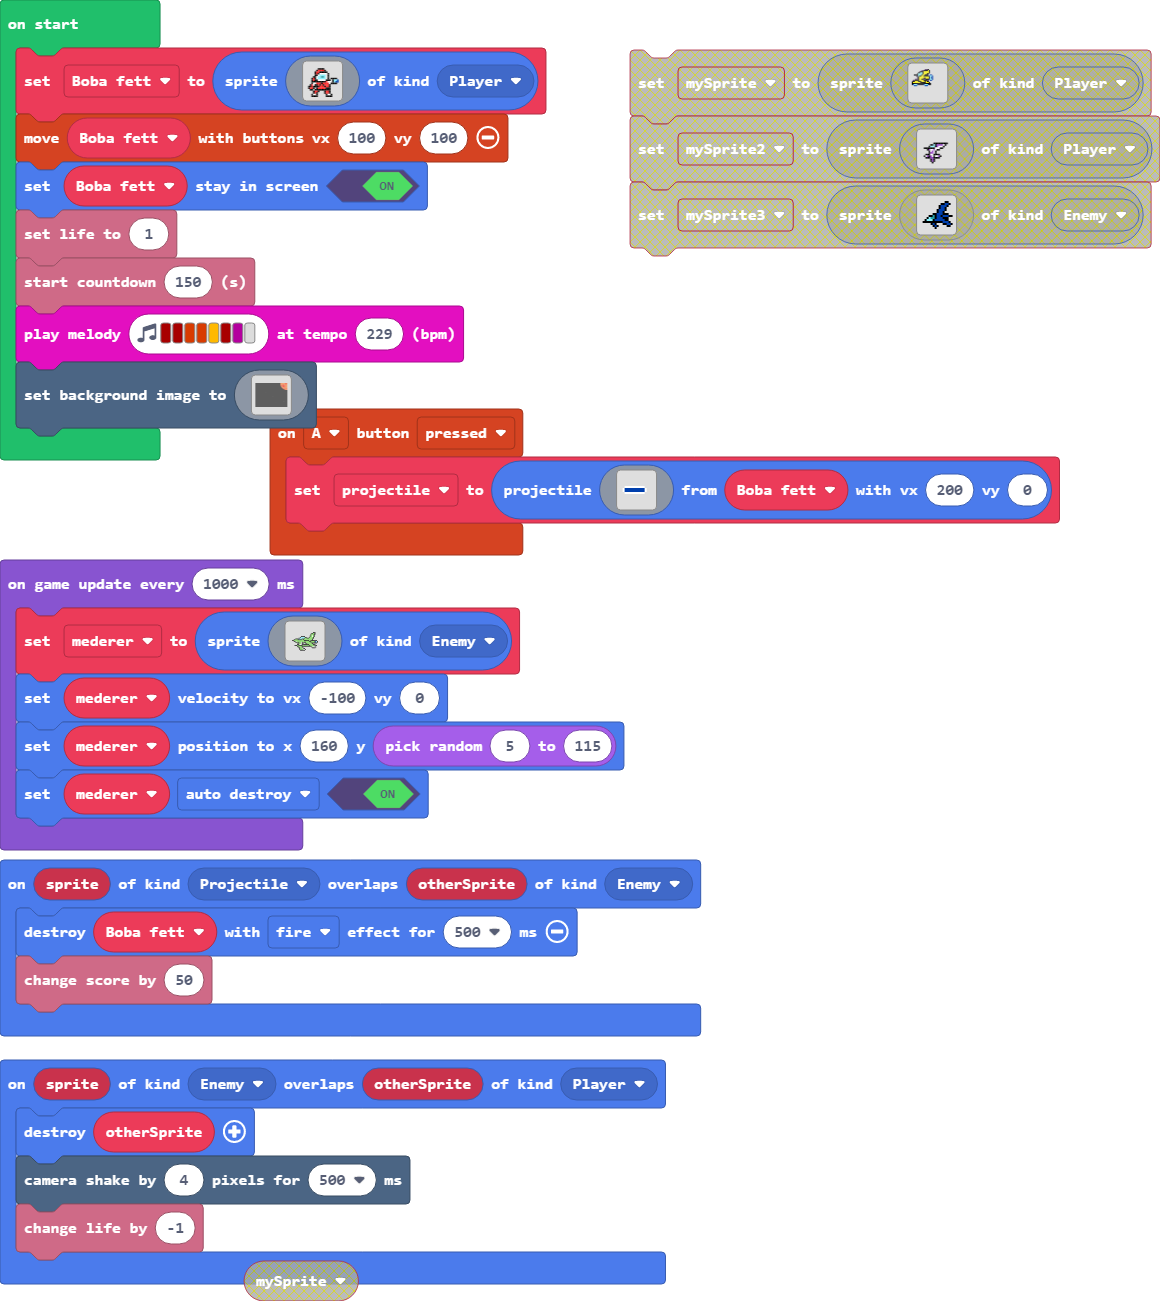 on start
set Boba fett to sprite of kind Player
move Boba fett with buttons vx 100 vy 100
set Boba fett stay in screen ON
set life to 1
start countdown 150 (s)
play melody at tempo 229 (bpm)
set background image to
set mySprite to sprite of kind Player
set mySprite2 to sprite of kind Player
set mySprite3 to sprite of kind Enemy
on A button pressed
set projectile to projectile from Boba fett with vx 200 vy 0
on game update every 1000 ms
set mederer to sprite of kind Enemy
set mederer velocity to vx -100 vy 0
set mederer position to x 160 y pick random 5 to 115
set mederer auto destroy ON
on sprite of kind Projectile overlaps otherSprite of kind Enemy
destroy Boba fett with fire effect for 500 ms
change score by 50
on sprite of kind Enemy overlaps otherSprite of kind Player
destroy otherSprite
camera shake by 4 pixels for 500 ms
change life by -1
mySprite